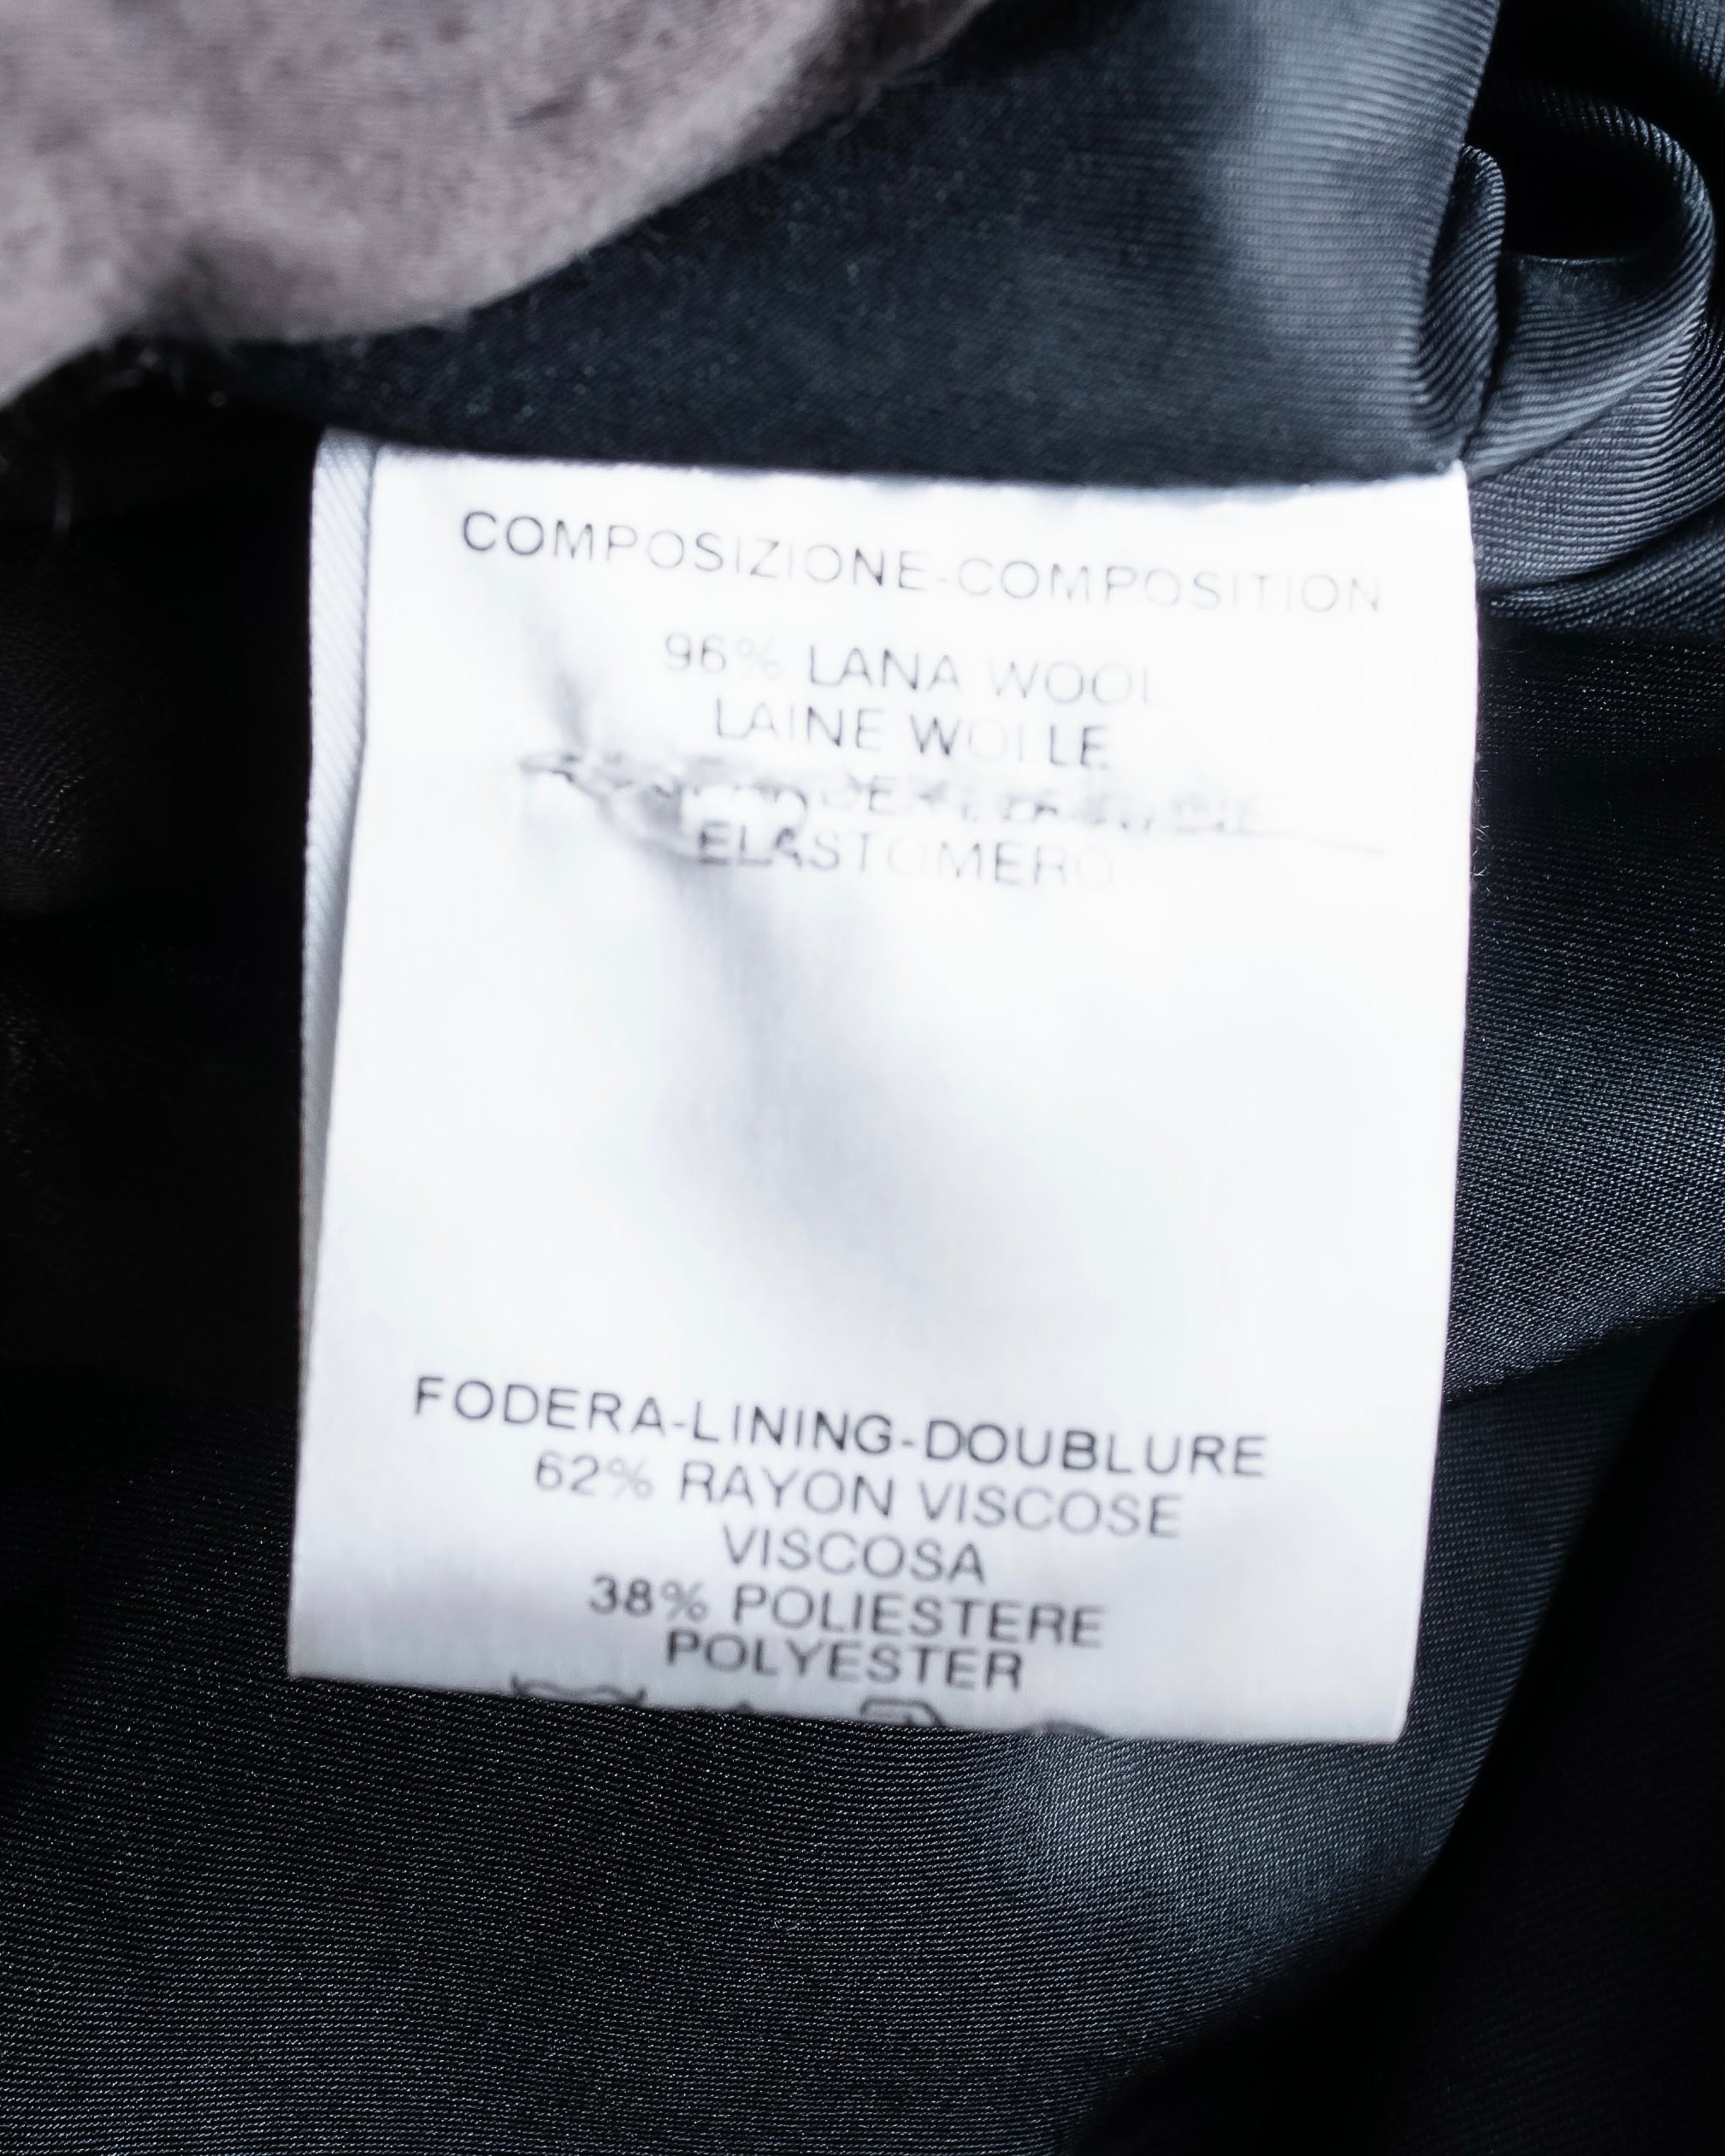 COMPOSIZIONE-COMPOSITION
96% LANA WOOL
LAINE WOLLE
ELASTOMERO
FODERA-LINING-DOUBLURE
62% RAYON VISCOSE
VISCOSA
38% POLIESTERE
POLYESTER